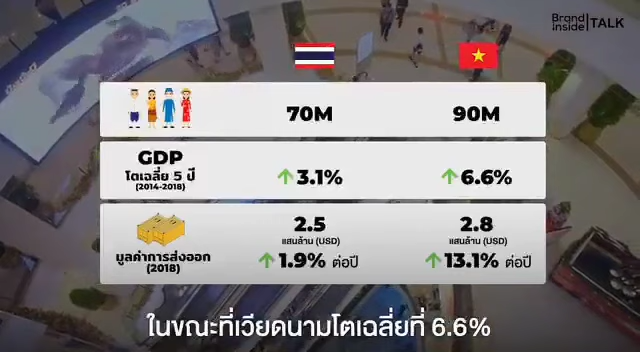 Brand inside | TALK
70M
90M
GDP
โตเฉลี่ย 5 ปี
(2014-2018)
3.1%
6.6%
มูลค่าการส่งออก
(2018)
2.5
แสนล้าน (USD)
1.9% ต่อปี
2.8
แสนล้าน (USD)
13.1% ต่อปี
ในขณะที่เวียดนามโตเฉลี่ยที่ 6.6%